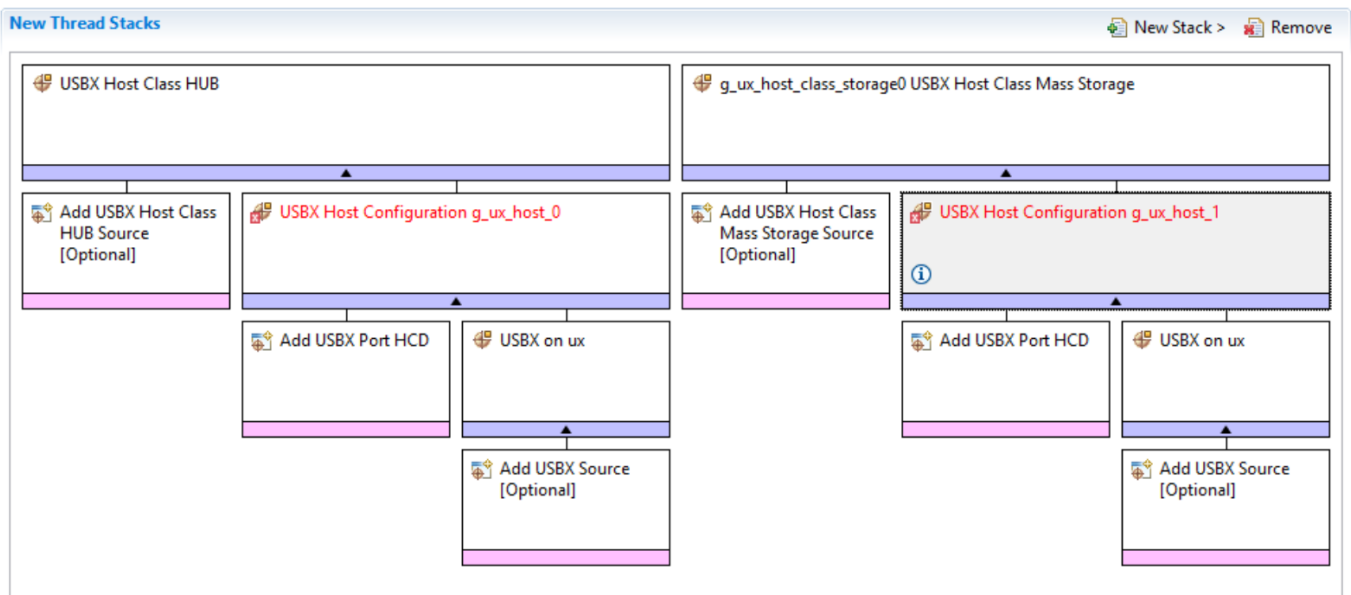 New Thread Stacks
New Stack >
Remove
USBX Host Class HUB
g_ux_host_class_storage0 USBX Host Class Mass Storage
Add USBX Host Class
HUB Source
[Optional]
USBX Host Configuration g_ux_host_0
Add USBX Host Class
Mass Storage Source
[Optional]
USBX Host Configuration g_ux_host_1
Add USBX Port HCD
USBX on ux
Add USBX Port HCD
USBX on ux
Add USBX Source
[Optional]
Add USBX Source
[Optional]